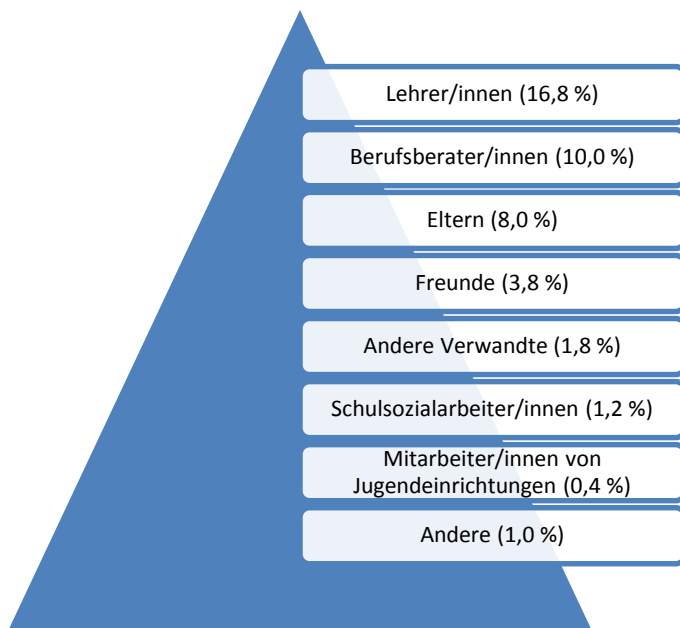 Lehrer/innen (16,8 %)
Berufsberater/innen (10,0 %)
Eltern (8,0 %)
Freunde (3,8 %)
Andere Verwandte (1,8 %)
Schulsozialarbeiter/innen (1,2 %)
Mitarbeiter/innen von
Jugendeinrichtungen (0,4 %)
Andere (1,0 %)